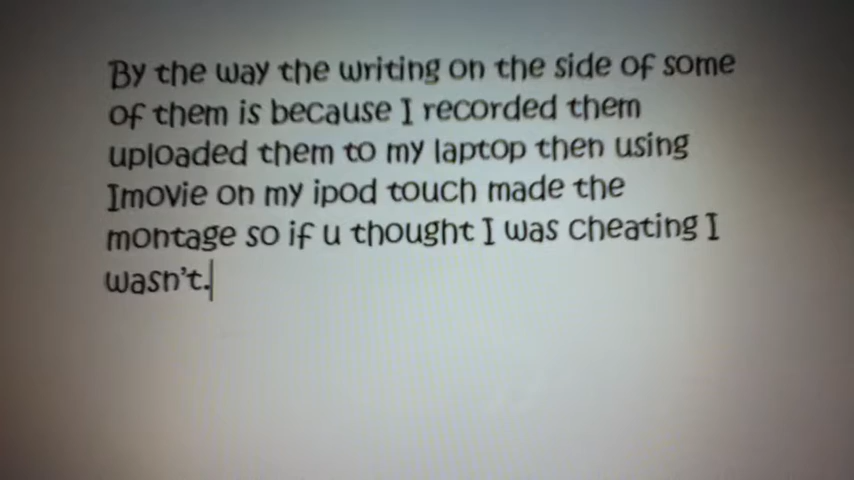 By the way the writing on the side of some
of them is because I recorded them
uploaded them to my laptop then using
Imovie on my ipod touch made the
montage so if u thought I was cheating I
wasn't.